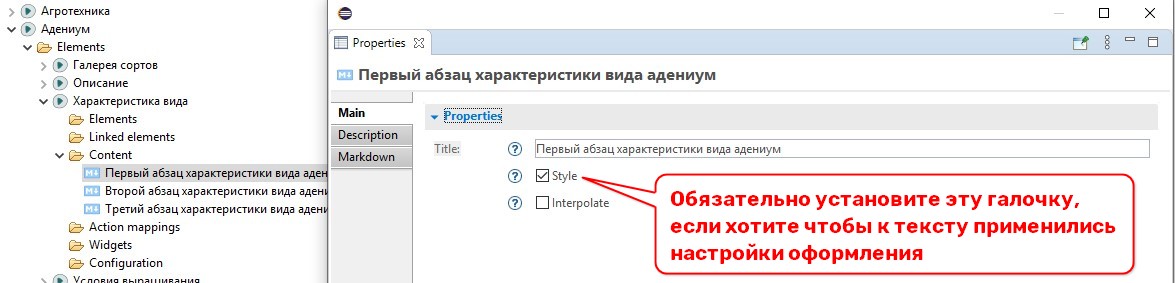 Агротехника
Адениум
Elements
Галерея сортов
Описание
Характеристика вида
Elements
Linked elements
Content
Первый абзац характеристики вида аден
Второй абзац характеристики вида адени
Третий абзац характеристики вида адени
Action mappings
Widgets
Configuration
Условия выращивания
Properties
Первый абзац характеристики вида адениум
Main
Description
Markdown
Properties
Title:
Первый абзац характеристики вида адениум
Style
Interpolate
Обязательно установите эту галочку,
если хотите чтобы к тексту применились
настройки оформления